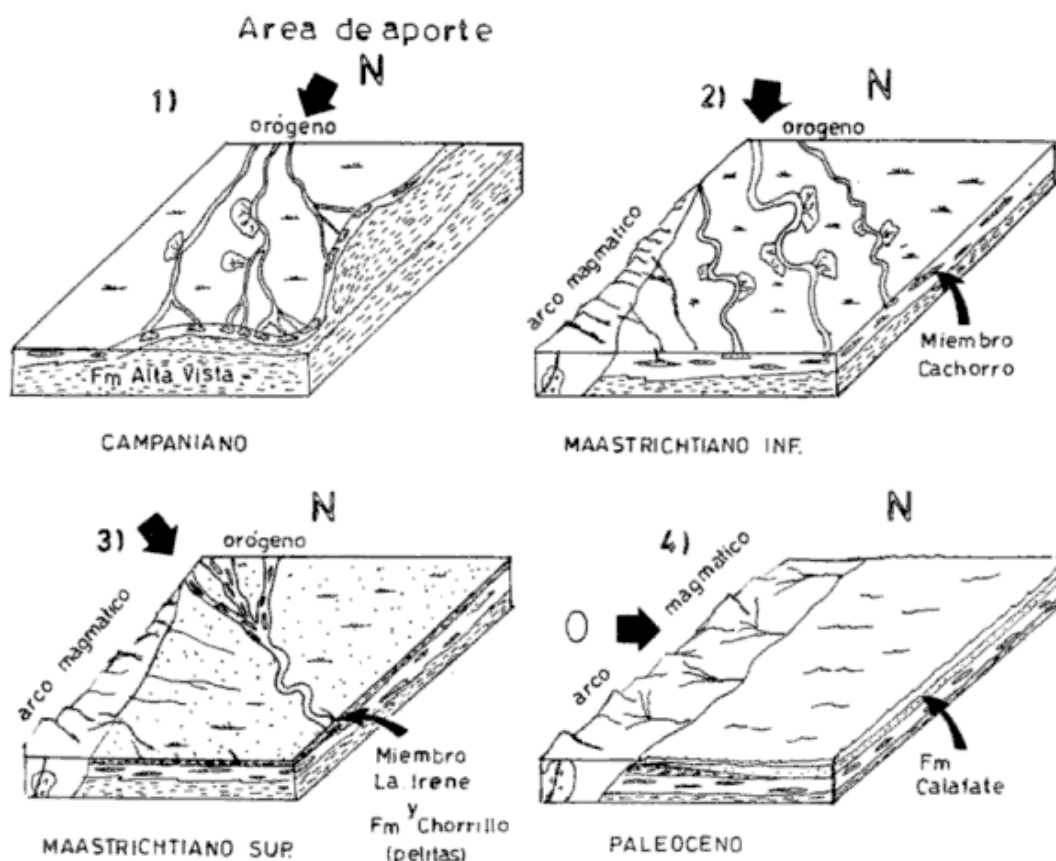 Area de aporte
N
1)
orógeno
Fm Alta Vista
CAMPANIANO
2)
N
orogeno
arco magmatico
Miembro
Cachorro
MAASTRICHTIANO INF.
3)
N
orógeno
arco magmatico
Miembro
La Irene
y
Fm Chorrillo
(pelitas)
MAASTRICHTIANO SUP.
4)
N
O
arco magmatico
Fm
Calafate
PALEOCENO